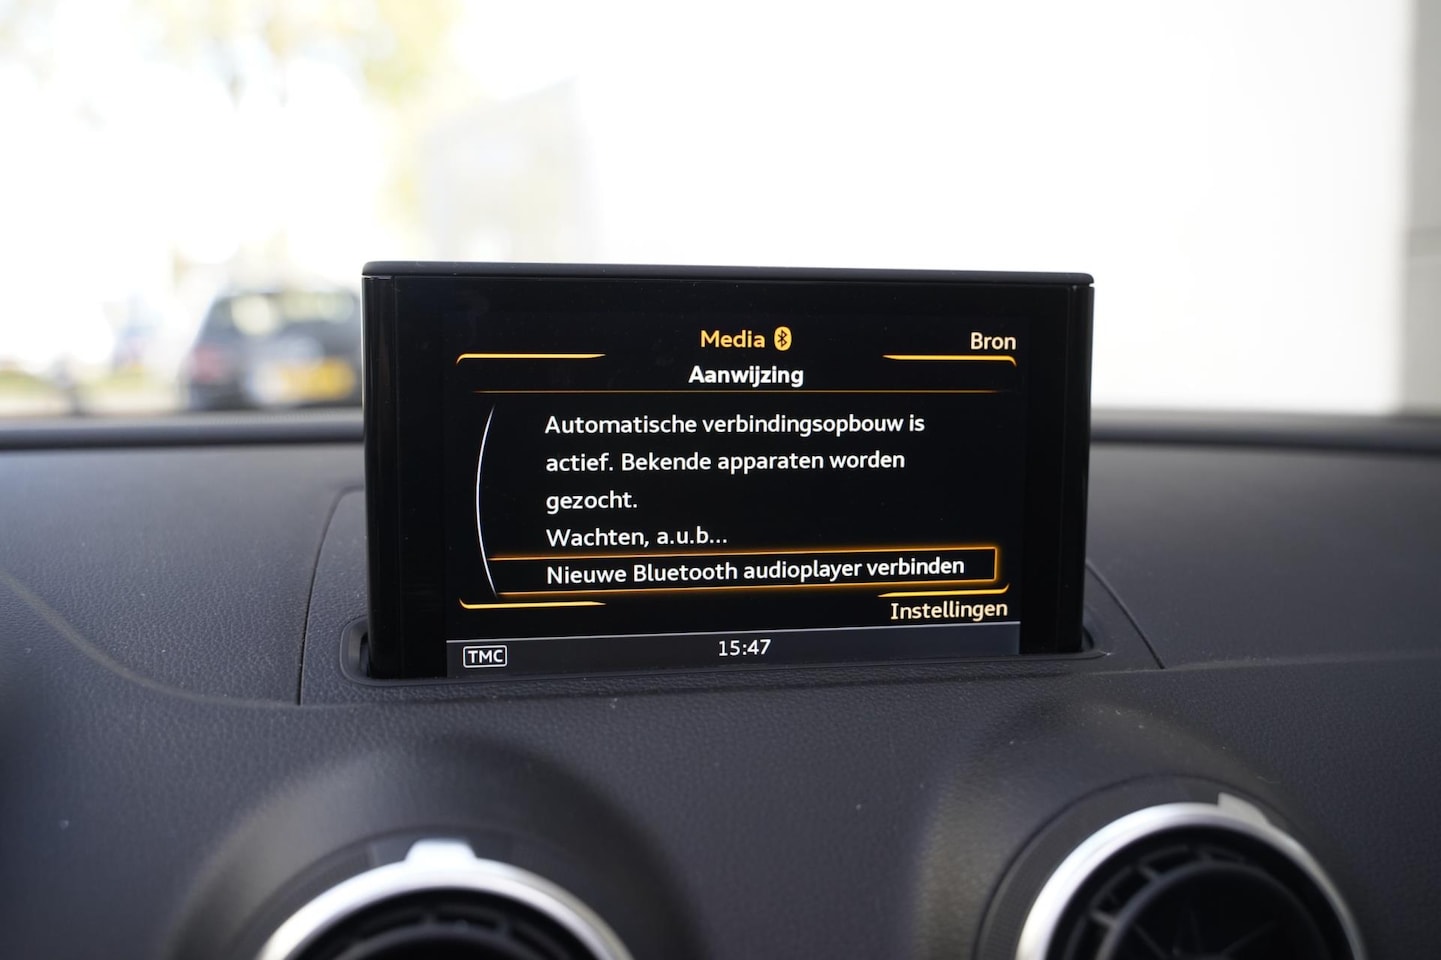 Media
Bron
Aanwijzing
Automatische verbindingsopbouw is
actief. Bekende apparaten worden
gezocht.
Wachten, a.u.b...
Nieuwe Bluetooth audioplayer verbinden
Instellingen
TMC
15:47